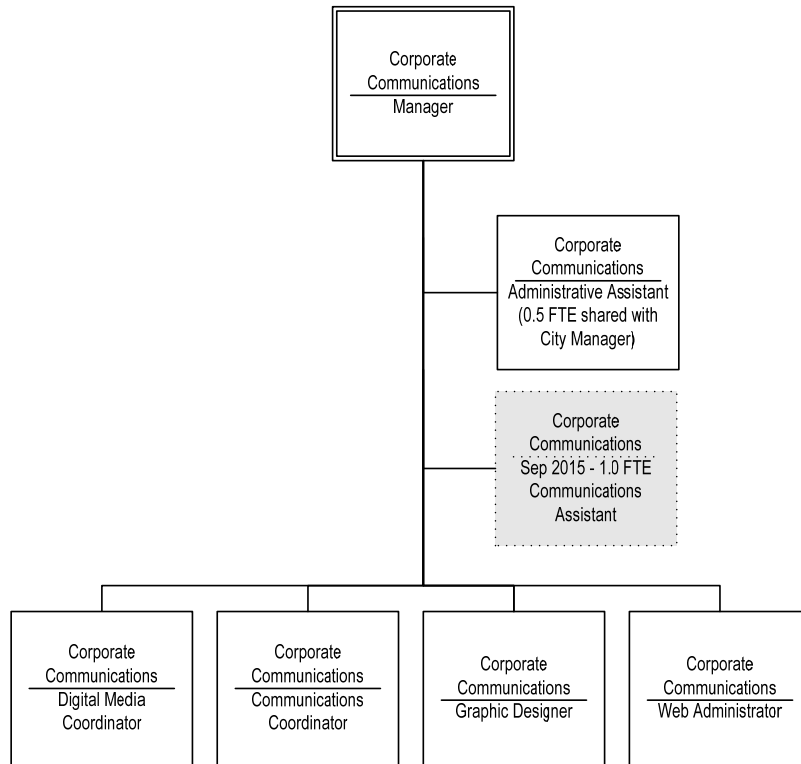 Corporate
Communications
Manager
Corporate
Communications
Administrative Assistant
(0.5 FTE shared with
City Manager)
Corporate
Communications
Sep 2015 - 1.0 FTE
Communications
Assistant
Corporate
Communications
Digital Media
Coordinator
Corporate
Communications
Communications
Coordinator
Corporate
Communications
Graphic Designer
Corporate
Communications
Web Administrator